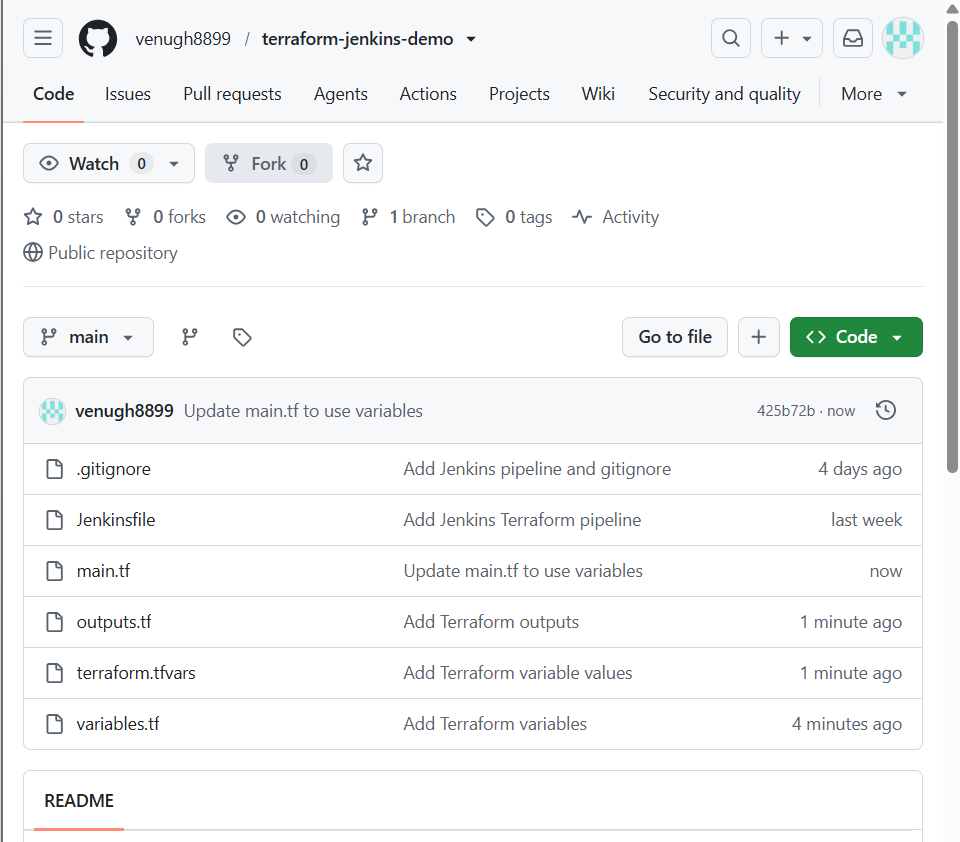 venugh8899 / terraform-jenkins-demo
Code Issues Pull requests Agents Actions Projects Wiki Security and quality More
Watch 0 Fork 0
0 stars 0 forks 0 watching 1 branch 0 tags Activity
Public repository
main Go to file Code
venugh8899 Update main.tf to use variables 425b72b · now
.gitignore Add Jenkins pipeline and gitignore 4 days ago
Jenkinsfile Add Jenkins Terraform pipeline last week
main.tf Update main.tf to use variables now
outputs.tf Add Terraform outputs 1 minute ago
terraform.tfvars Add Terraform variable values 1 minute ago
variables.tf Add Terraform variables 4 minutes ago
README